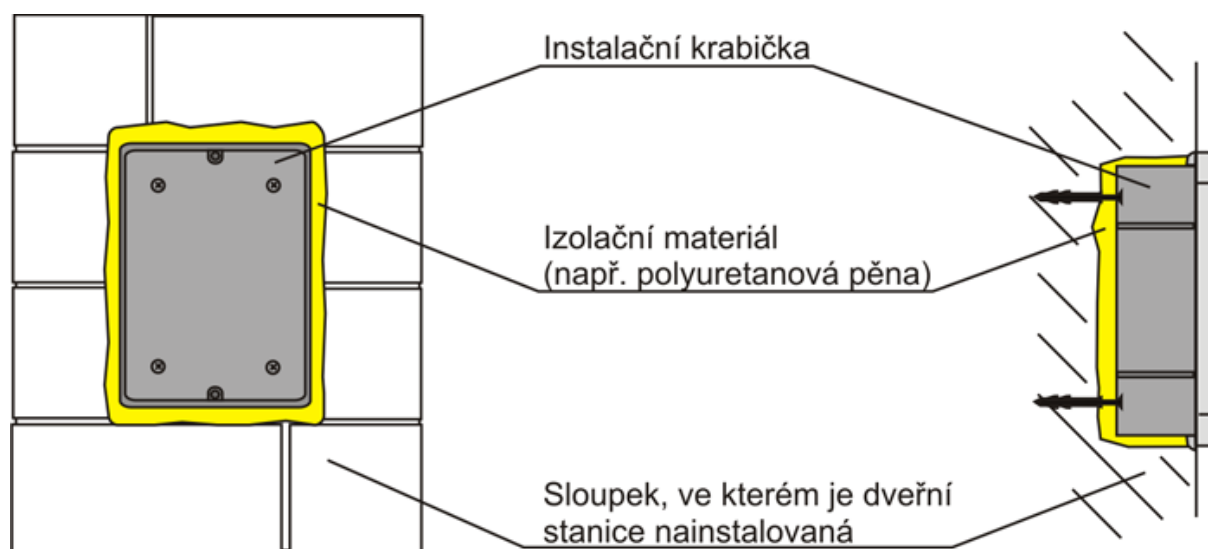 Instalační krabička
Izolační materiál
(např. polyuretanová pěna)
Sloupek, ve kterém je dveřní
stanice nainstalovaná